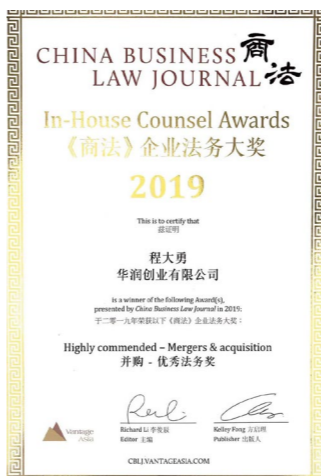 CHINA BUSINESS
LAW JOURNAL
商法
In-House Counsel Awards
《商法》企业法务大奖
2019
This is to certify that
兹证明
程大勇
华润创业有限公司
is a winner of the following Award(s),
presented by China Business Law Journal in 2019:
于二零一九年荣获以下《商法》企业法务大奖：
Highly commended – Mergers & acquisition
并购 - 优秀法务奖
Vantage
Asia
Richard Li 李俊辰
Editor 主编
Kelley Fong 方启理
Publisher 出版人
CBLJ.VANTAGEASIA.COM